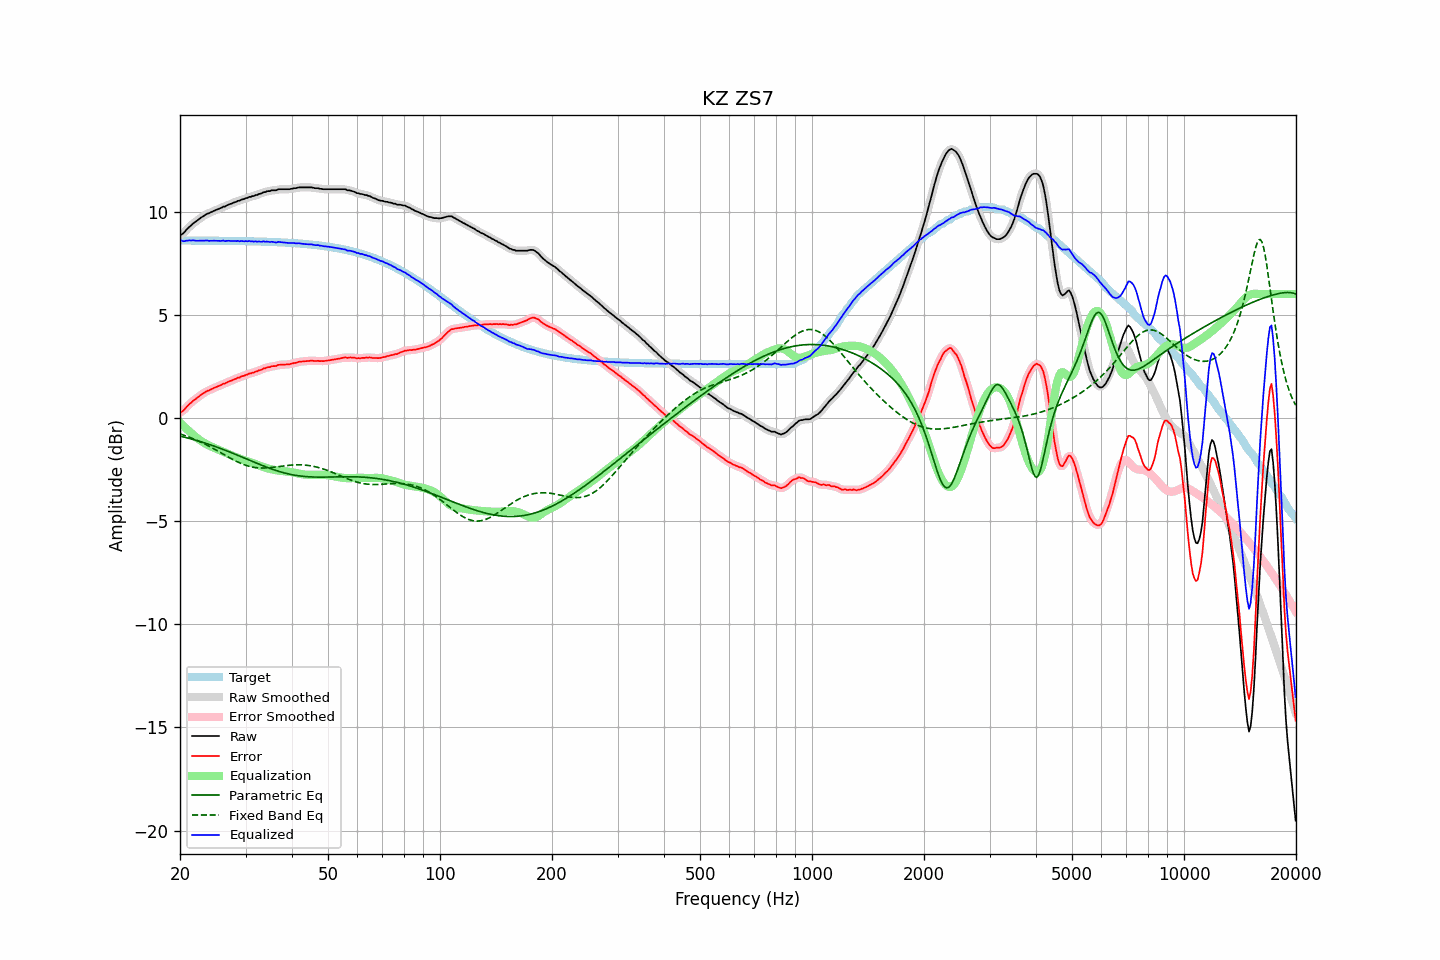 KZ ZS7
Amplitude (dBr)
10
5
0
−5
−10
−15
−20
Target
Raw Smoothed
Error Smoothed
Raw
Error
Equalization
Parametric Eq
Fixed Band Eq
Equalized
20 50 100 200 500 1000 2000 5000 10000 20000
Frequency (Hz)